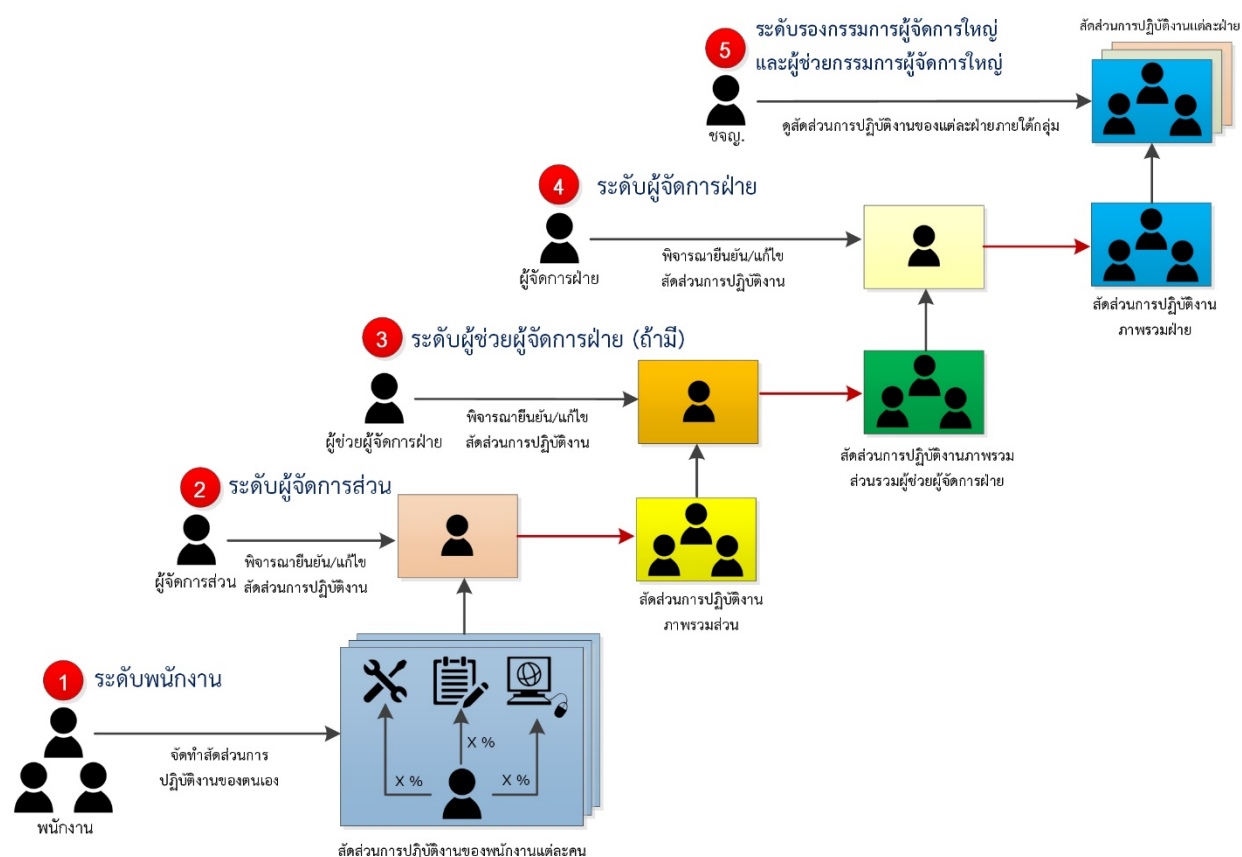 สัดส่วนการปฏิบัติงานแต่ละฝ่าย
5
ระดับรองกรรมการผู้จัดการใหญ่
และผู้ช่วยกรรมการผู้จัดการใหญ่
ชจญ.
ดูสัดส่วนการปฏิบัติงานของแต่ละฝ่ายภายใต้กลุ่ม
4
ระดับผู้จัดการฝ่าย
ผู้จัดการฝ่าย
พิจารณายืนยัน/แก้ไข
สัดส่วนการปฏิบัติงาน
สัดส่วนการปฏิบัติงาน
ภาพรวมฝ่าย
3
ระดับผู้ช่วยผู้จัดการฝ่าย (ถ้ามี)
ผู้ช่วยผู้จัดการฝ่าย
พิจารณายืนยัน/แก้ไข
สัดส่วนการปฏิบัติงาน
สัดส่วนการปฏิบัติงานภาพรวม
ส่วนรวมผู้ช่วยผู้จัดการฝ่าย
2
ระดับผู้จัดการส่วน
ผู้จัดการส่วน
พิจารณายืนยัน/แก้ไข
สัดส่วนการปฏิบัติงาน
สัดส่วนการปฏิบัติงาน
ภาพรวมส่วน
1
ระดับพนักงาน
พนักงาน
จัดทำสัดส่วนการ
ปฏิบัติงานของตนเอง
X %
X %
X %
สัดส่วนการปฏิบัติงานของพนักงานแต่ละคน